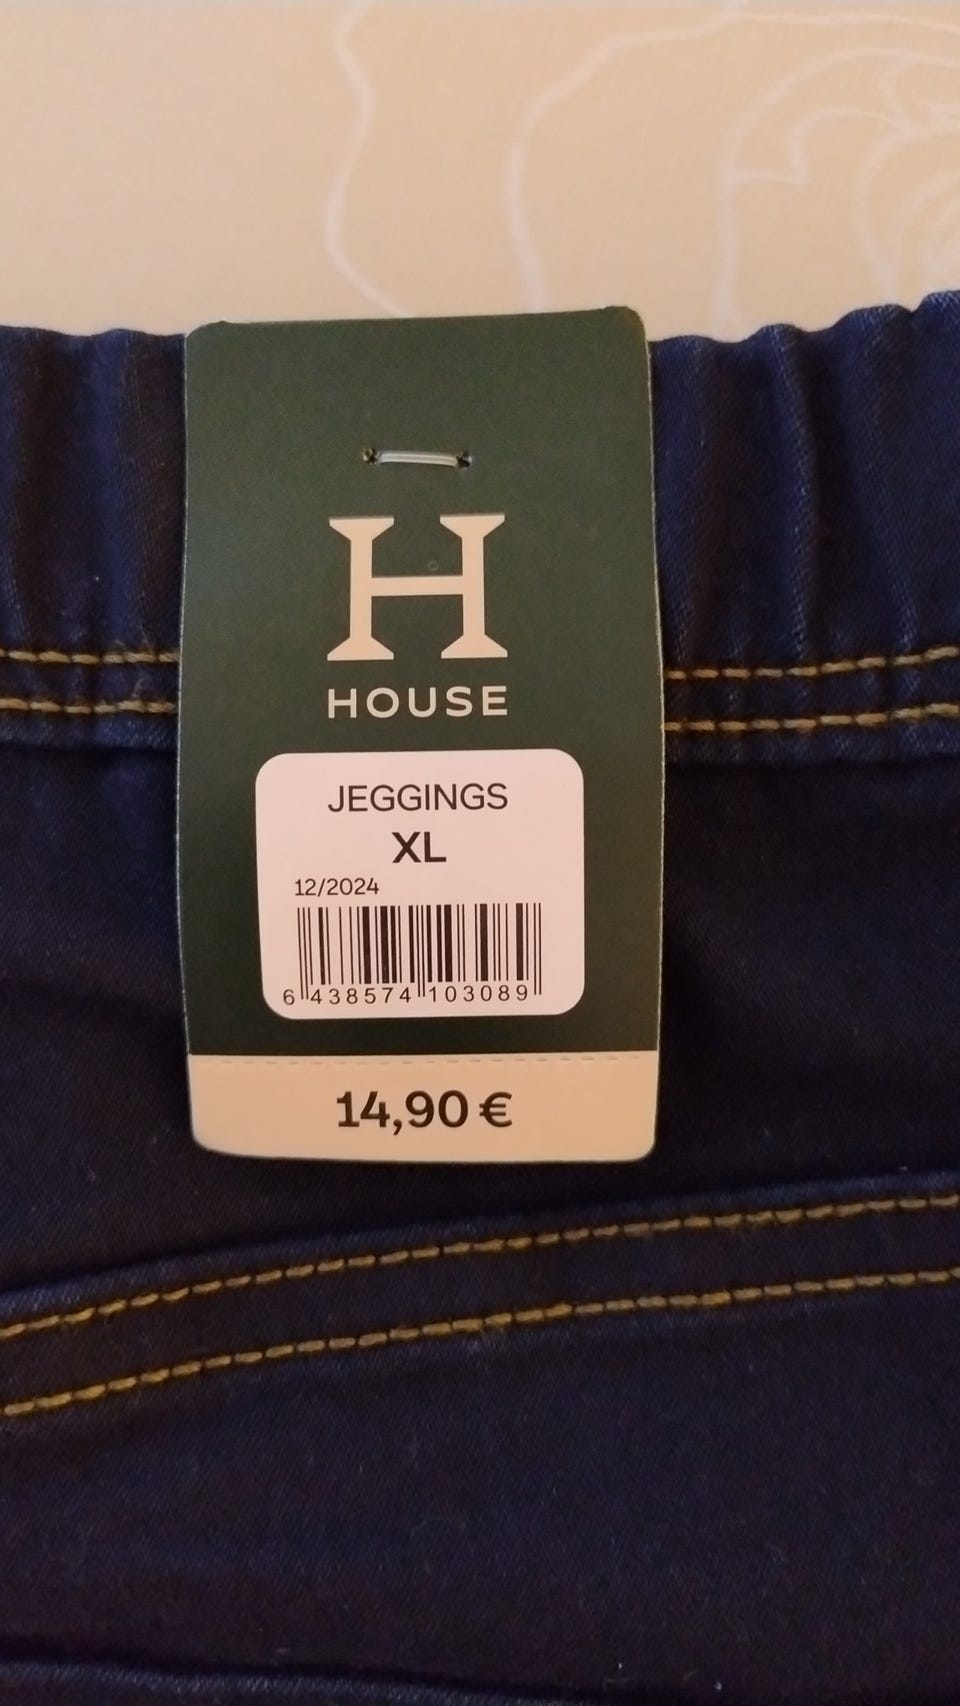 H
HOUSE
JEGGINGS
XL
12/2024
6 438574 103089
14,90 €